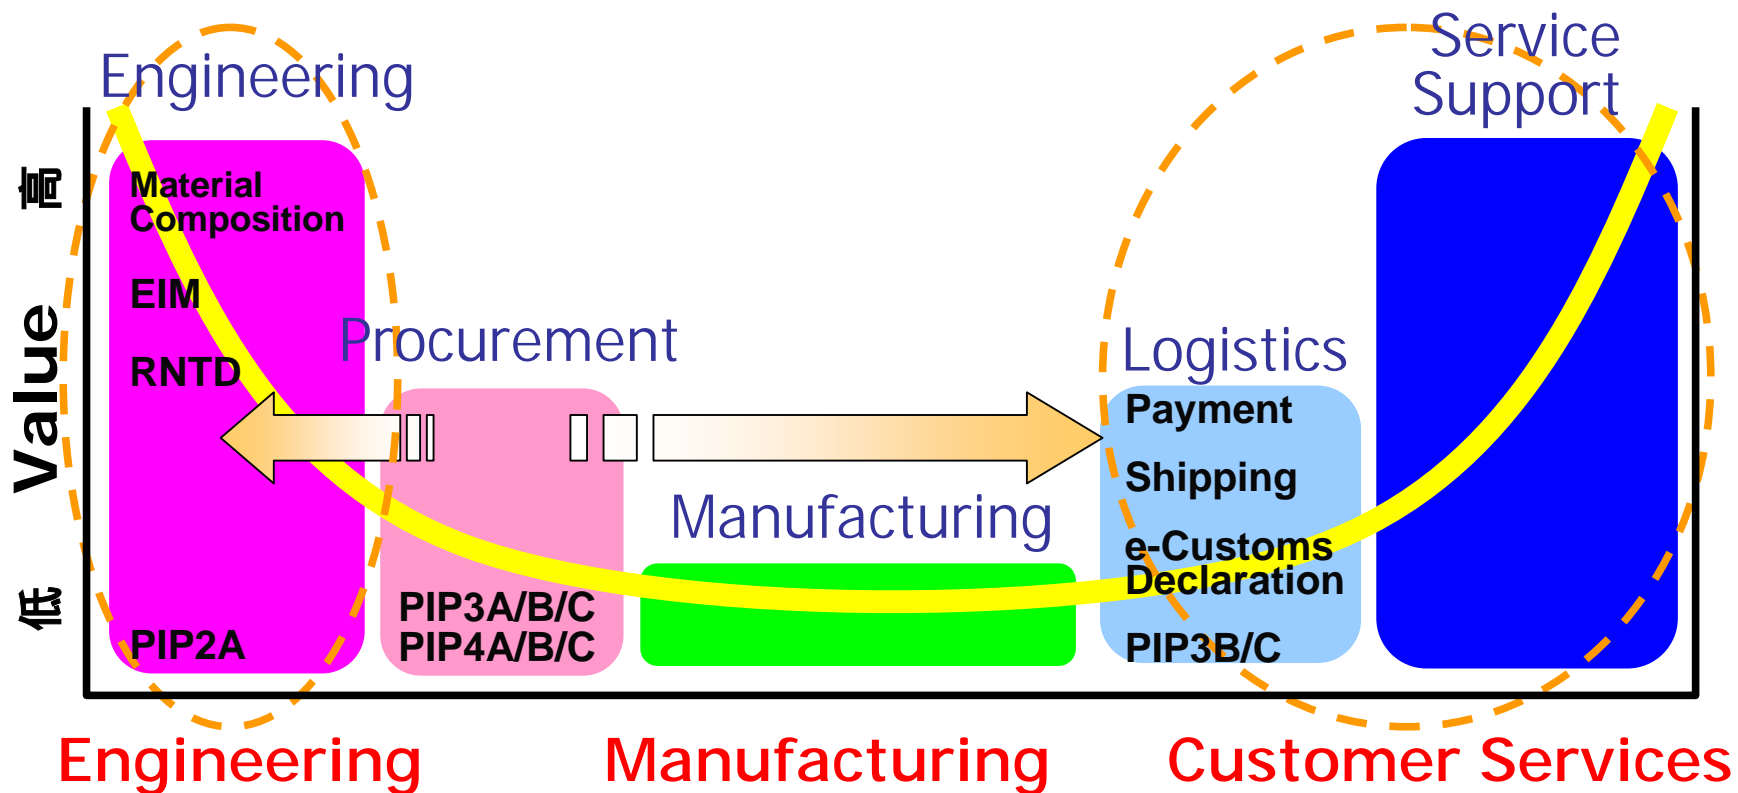 Engineering
Service
Support
Material
Composition
EIM
RNTD
PIP2A
Procurement
PIP3A/B/C
PIP4A/B/C
Manufacturing
Logistics
Payment
Shipping
e-Customs
Declaration
PIP3B/C
低 Value 高
Engineering
Manufacturing
Customer Services